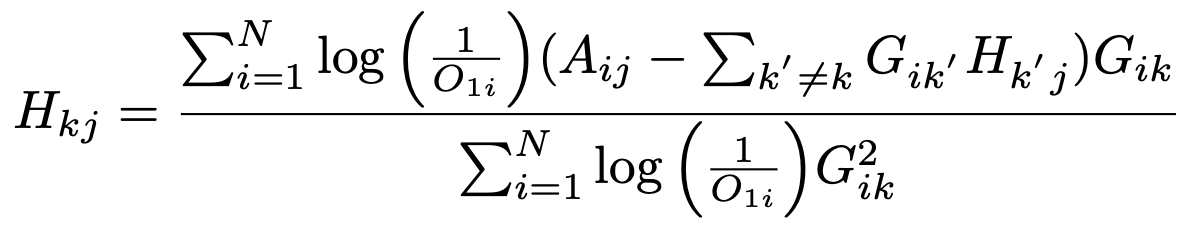 H_{kj} = \frac{\sum_{i=1}^{N} \log \left( \frac{1}{O_{1i}} \right) (A_{ij} - \sum_{k' \neq k} G_{ik'} H_{k'j}) G_{ik}}{\sum_{i=1}^{N} \log \left( \frac{1}{O_{1i}} \right) G_{ik}^{2}}